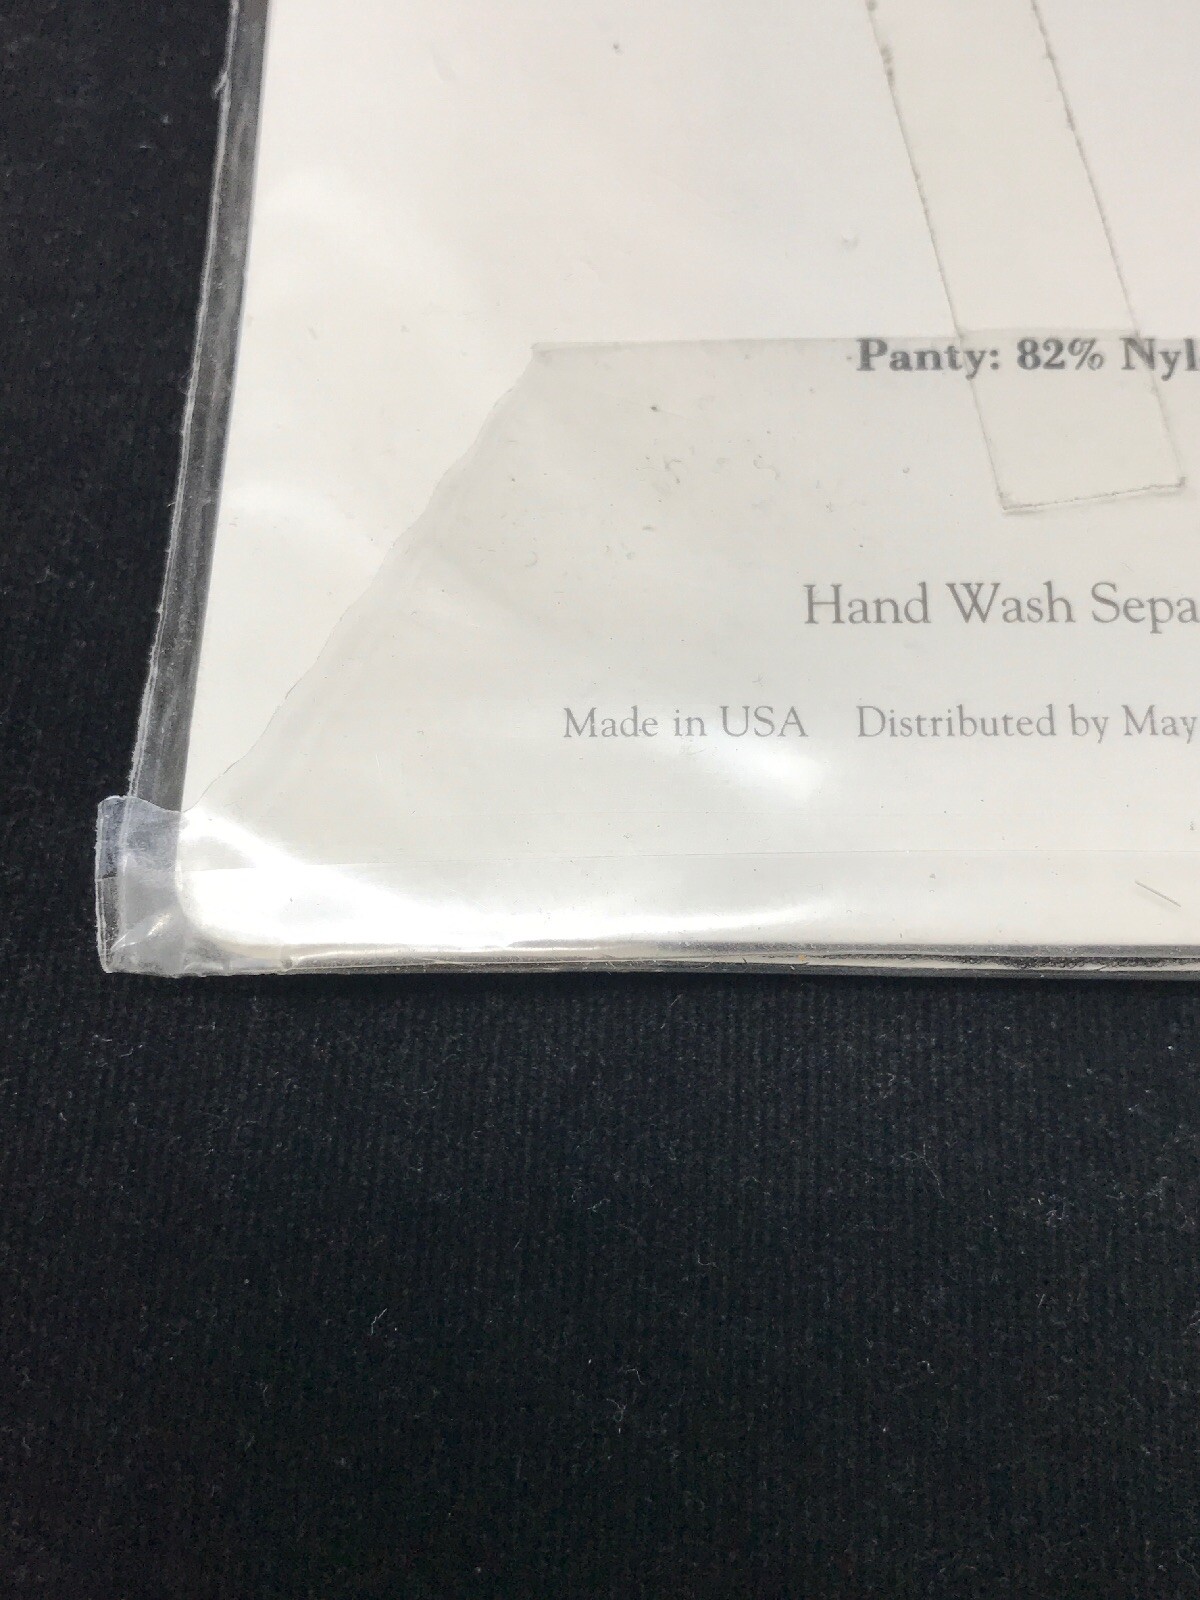 Panty: 82% Nyl
Hand Wash Sepa
Made in USA Distributed by May